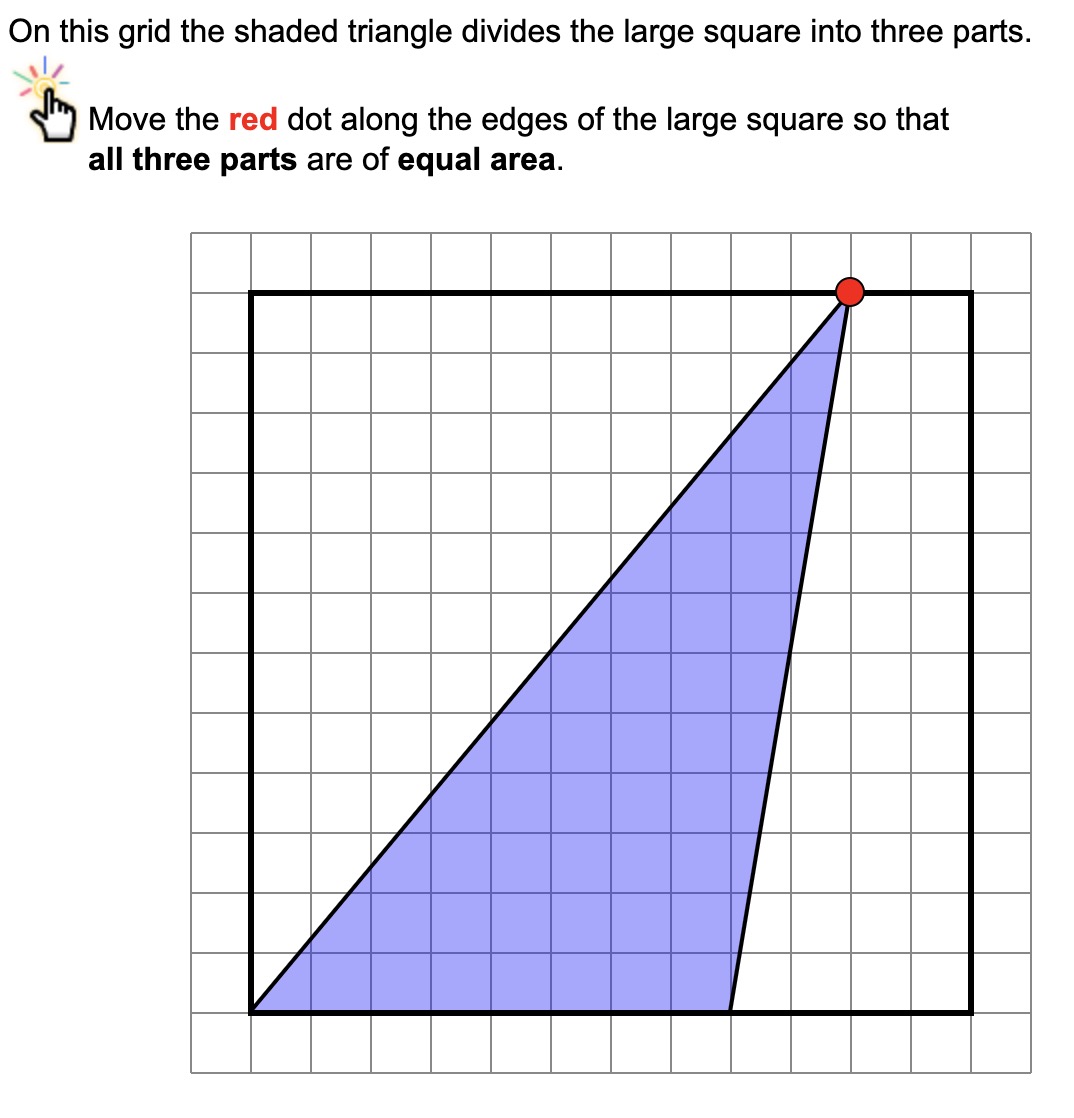 On this grid the shaded triangle divides the large square into three parts.
Move the red dot along the edges of the large square so that
all three parts are of equal area.